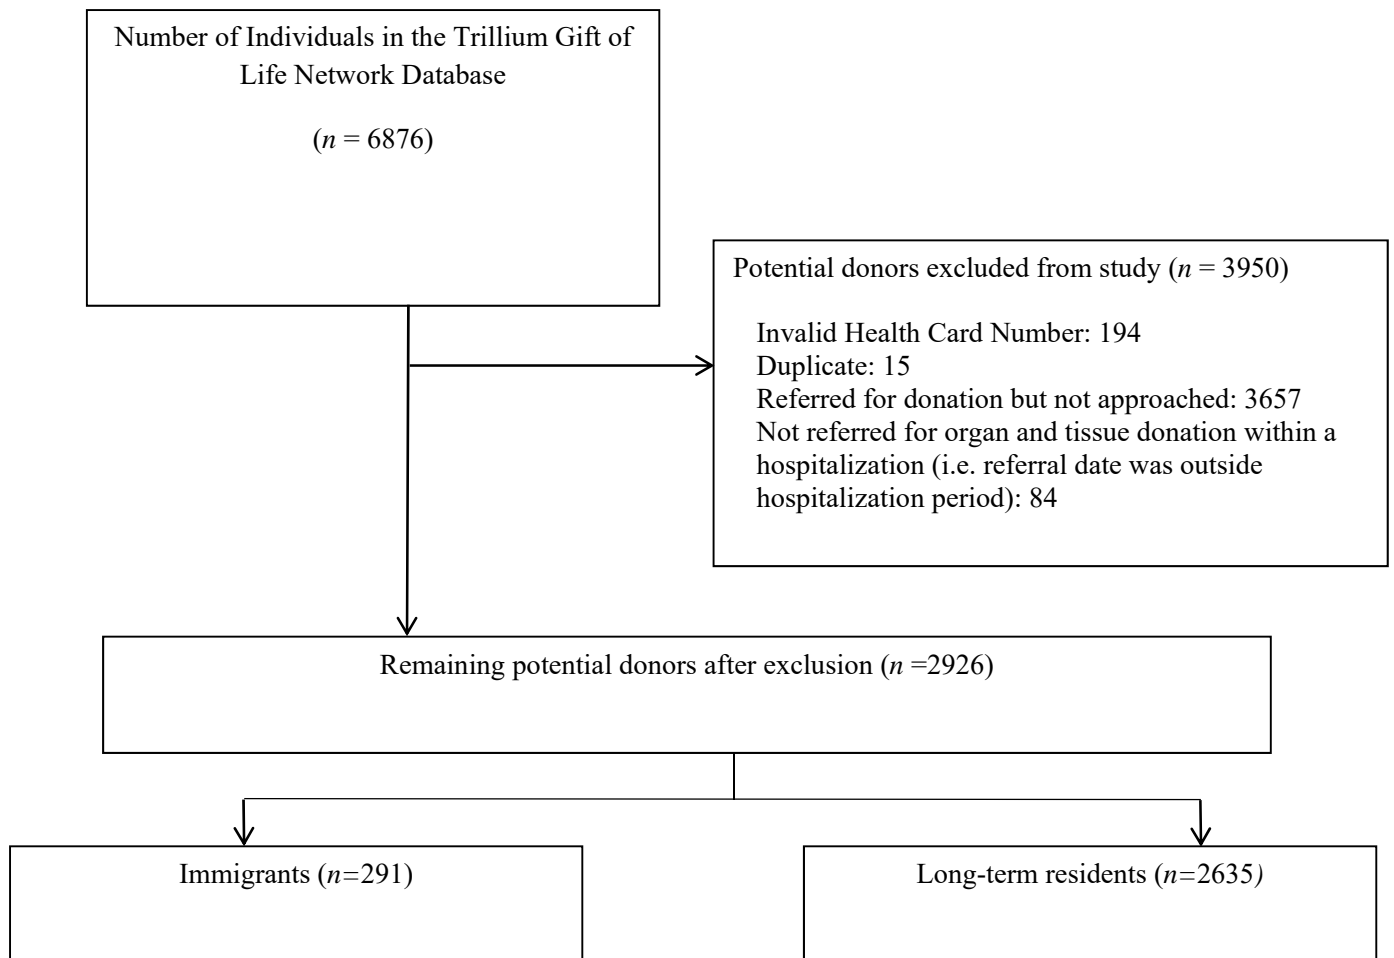 Number of Individuals in the Trillium Gift of
Life Network Database
(n = 6876)
Potential donors excluded from study (n = 3950)
Invalid Health Card Number: 194
Duplicate: 15
Referred for donation but not approached: 3657
Not referred for organ and tissue donation within a
hospitalization (i.e. referral date was outside
hospitalization period): 84
Remaining potential donors after exclusion (n =2926)
Immigrants (n=291)
Long-term residents (n=2635)